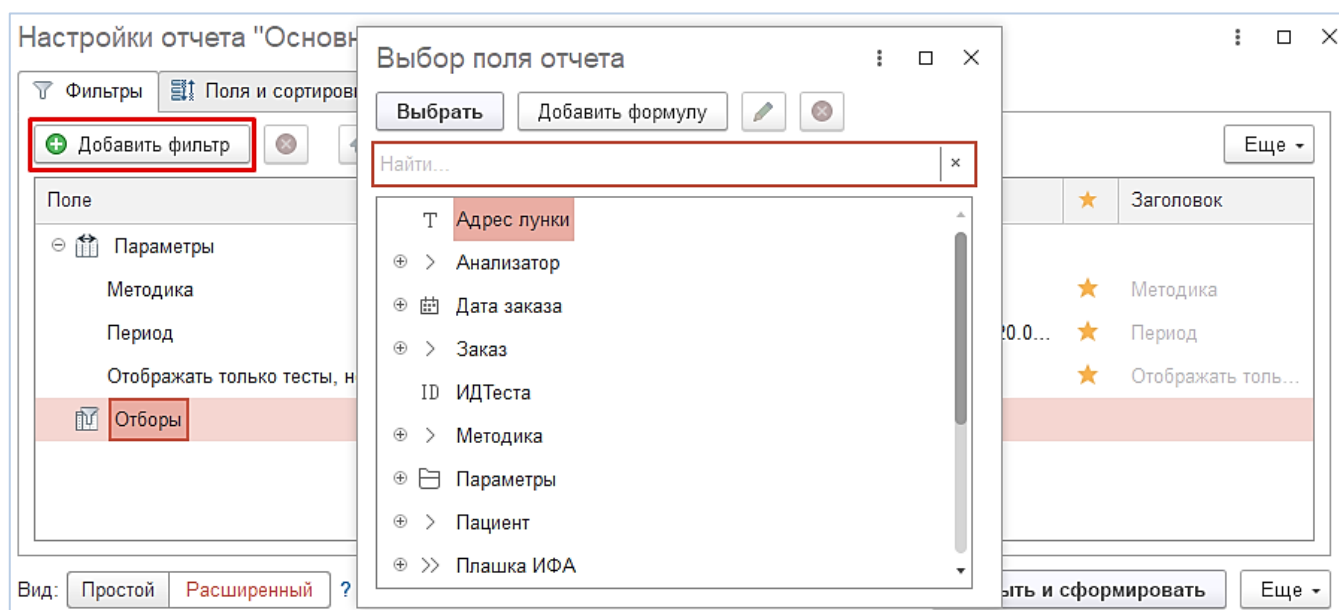 Настройки отчета "Основн
Фильтры Поля и сортиров
Добавить фильтр
Еще
Поле
Заголовок
Параметры
Методика
Методика
Период
20.0... Период
Отображать только тесты, н
Отображать толь...
Отборы
Вид: Простой Расширенный ?
ыть и сформировать Еще
Выбор поля отчета
Выбрать Добавить формулу
Найти... ×
T Адрес лунки
Анализатор
Дата заказа
Заказ
ID ИДТеста
Методика
Параметры
Пациент
Плашка ИФА